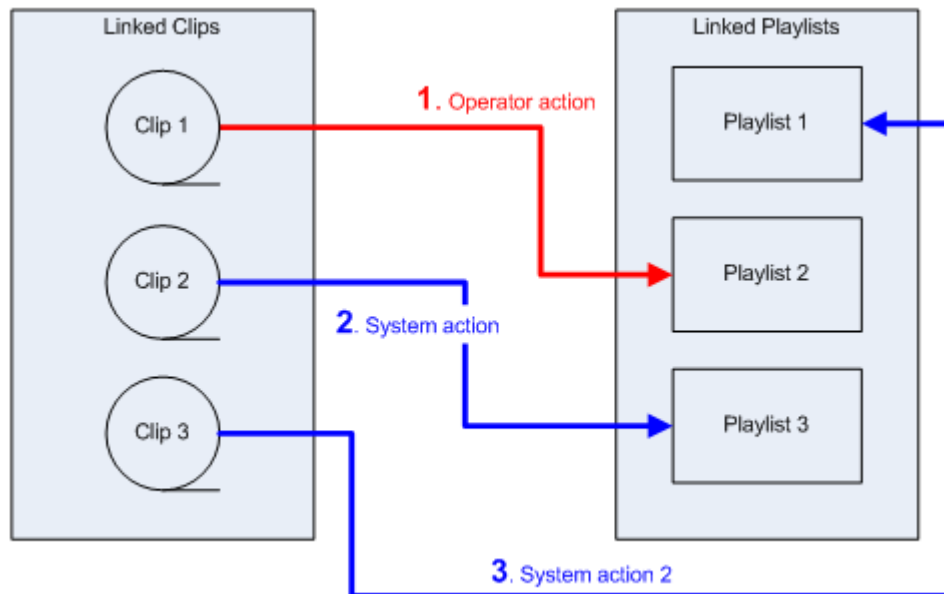 Linked Clips
Linked Playlists
Clip 1
1. Operator action
Playlist 1
Clip 2
Playlist 2
2. System action
Clip 3
Playlist 3
3. System action 2